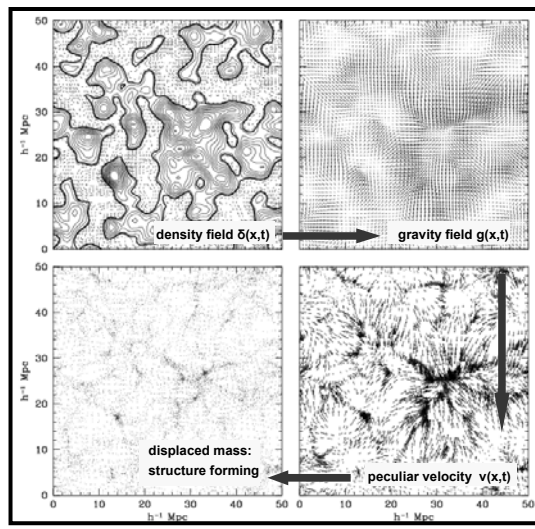 50
40
30
20
10
0
h⁻¹ Mpc
density field δ(x,t)
gravity field g(x,t)
50
40
30
20
10
0
h⁻¹ Mpc
displaced mass:
structure forming
peculiar velocity v(x,t)
0 10 20 30 40 50
h⁻¹ Mpc
0 10 20 30 40 50
h⁻¹ Mpc